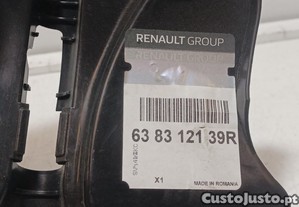 RENAULT GROUP
63 83 121 39R
X1
MADE IN ROMANIA
CustoJusto.pt